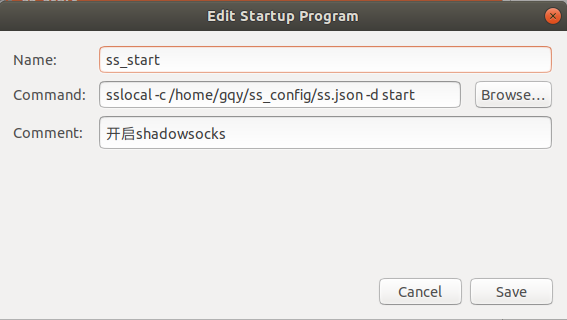 Edit Startup Program
Name: ss_start
Command: sslocal -c /home/gqy/ss_config/ss.json -d start Browse...
Comment: 开启shadowsocks
Cancel Save